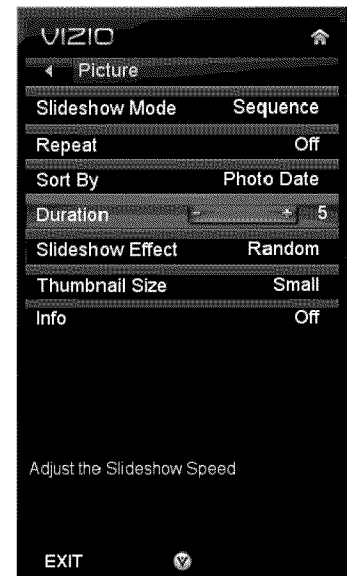 VIZIO
Picture
Slideshow Mode Sequence
Repeat Off
Sort By Photo Date
Duration - + 5
Slideshow Effect Random
Thumbnail Size Small
Info Off
Adjust the Slideshow Speed
EXIT V